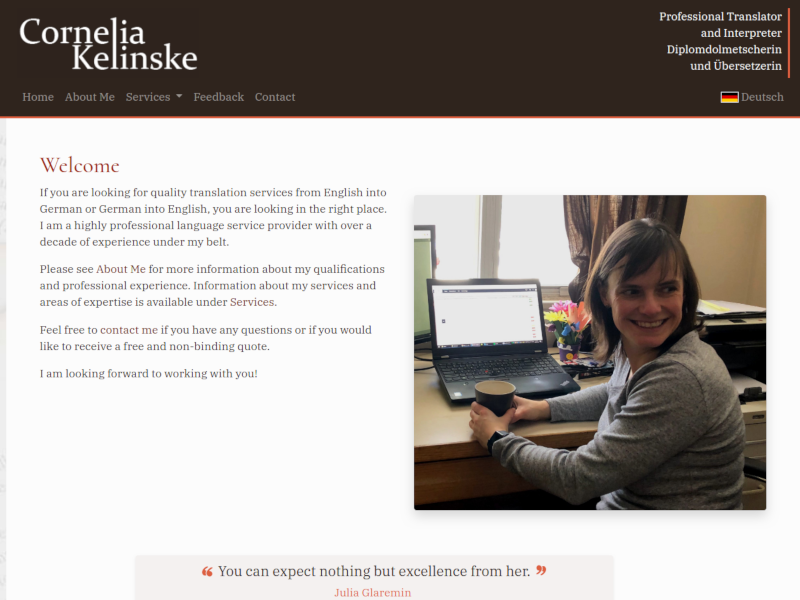 Cornelia
Kelinske
Professional Translator
and Interpreter
Diplomdolmetscherin
und Übersetzerin
Home About Me Services Feedback Contact
Deutsch
Welcome
If you are looking for quality translation services from English into
German or German into English, you are looking in the right place.
I am a highly professional language service provider with over a
decade of experience under my belt.
Please see About Me for more information about my qualifications
and professional experience. Information about my services and
areas of expertise is available under Services.
Feel free to contact me if you have any questions or if you would
like to receive a free and non-binding quote.
I am looking forward to working with you!
❝ You can expect nothing but excellence from her. ❞
Julia Glaremin